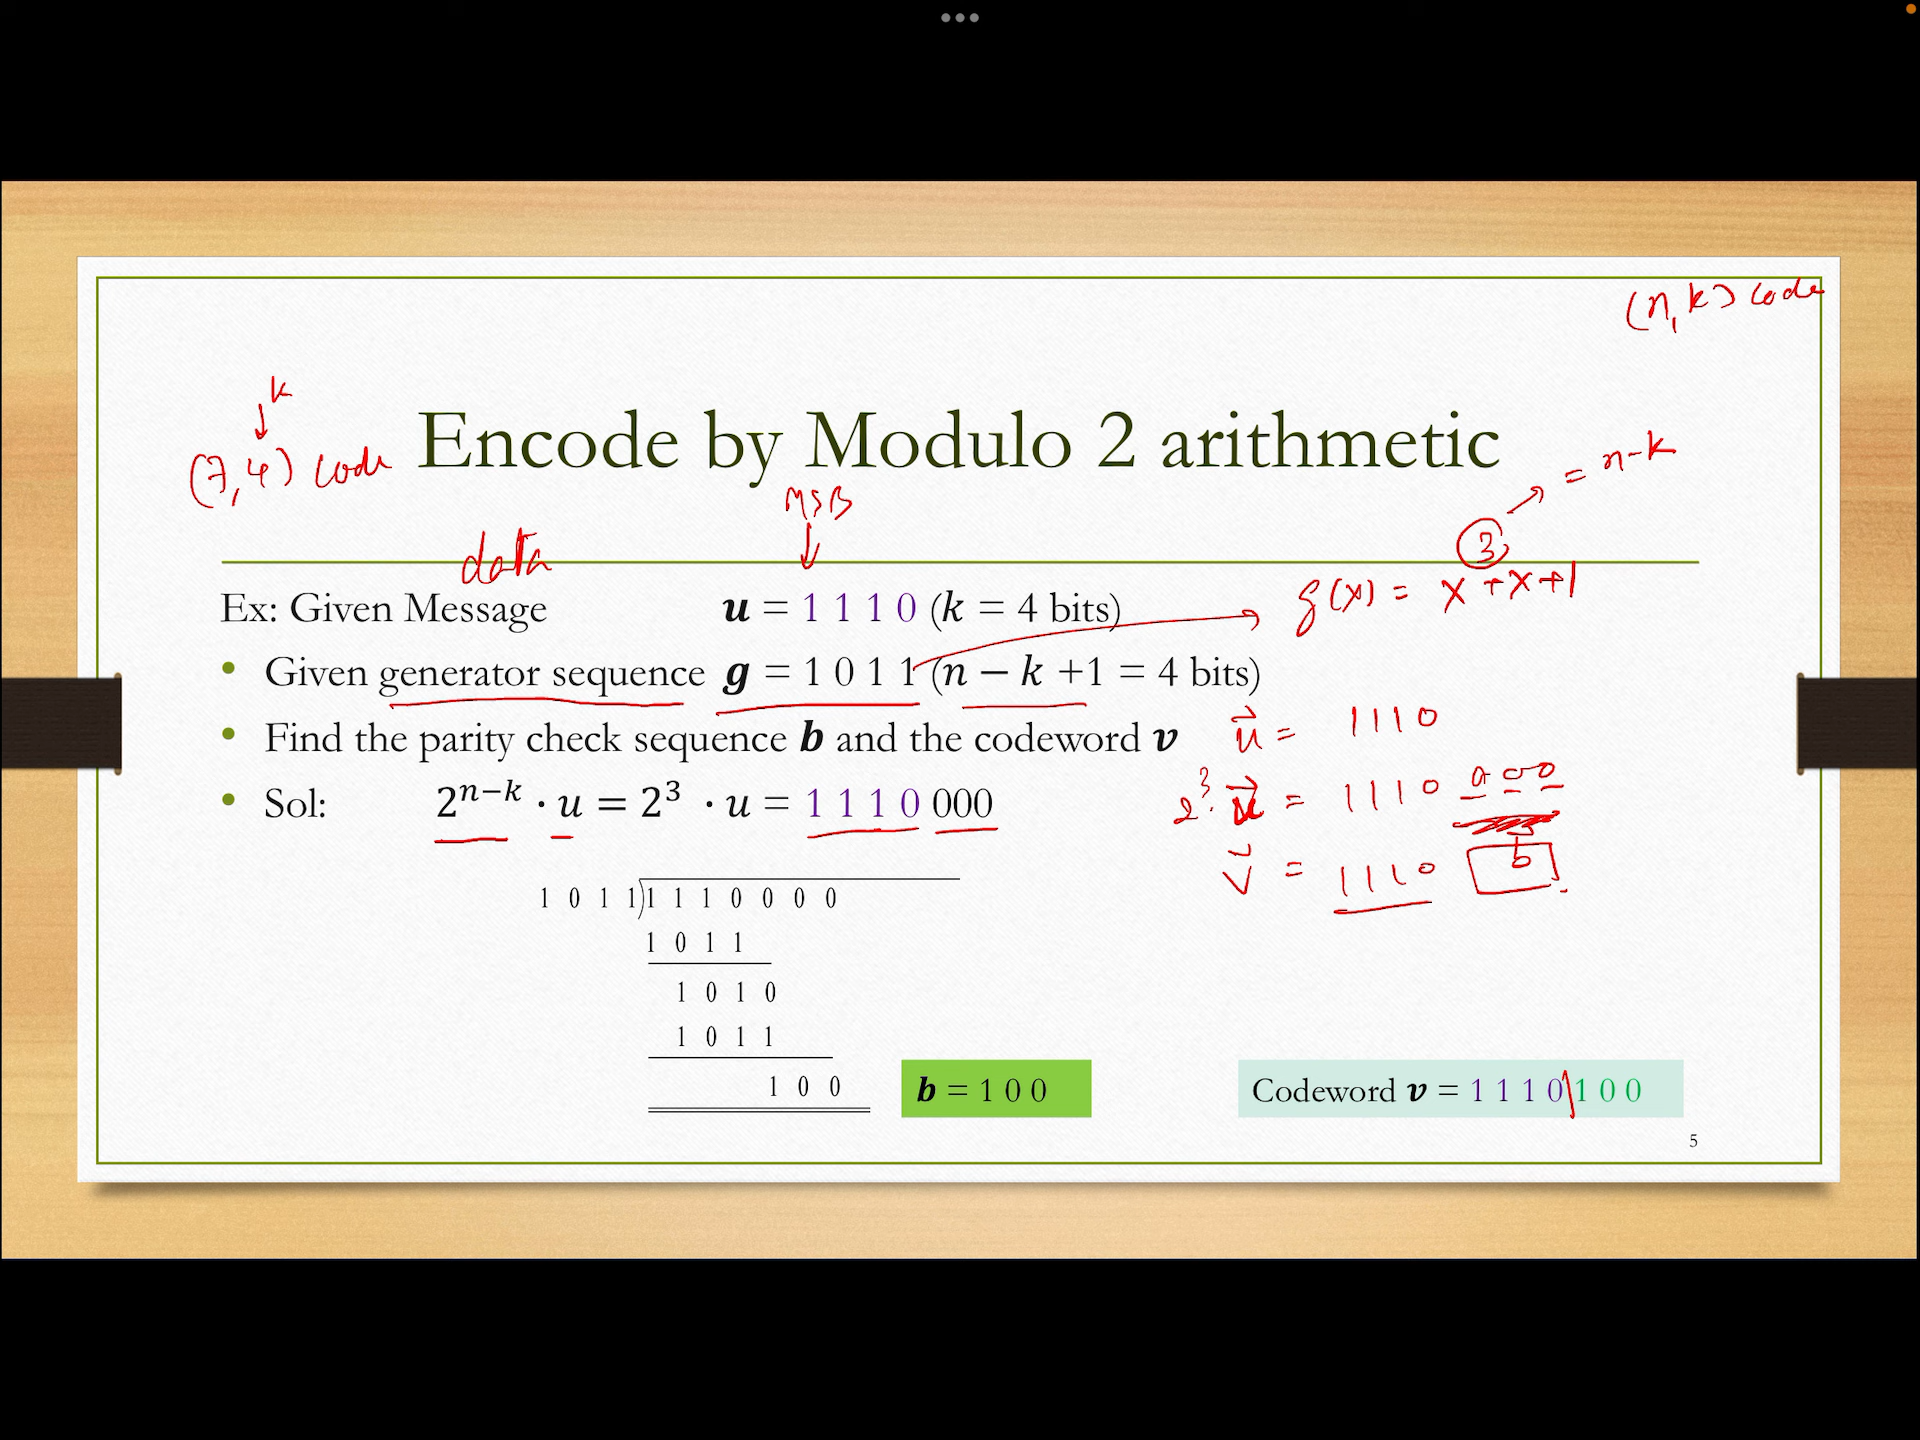 (n, k) code
k
(7, 4) code
Encode by Modulo 2 arithmetic
= n-k
MSB
data
3
g(x) = x + x + 1
Ex: Given Message u = 1 1 1 0 (k = 4 bits)
• Given generator sequence g = 1 0 1 1 (n − k +1 = 4 bits)
• Find the parity check sequence b and the codeword v
u = 1110
• Sol: 2^{n−k} · u = 2^3 · u = 1 1 1 0 000
2^3. u = 1110 000
v = 1110 b
1 0 1 1)1 1 1 0 0 0 0
1 0 1 1
1 0 1 0
1 0 1 1
1 0 0
b = 1 0 0
Codeword v = 1 1 1 0 1 0 0
5